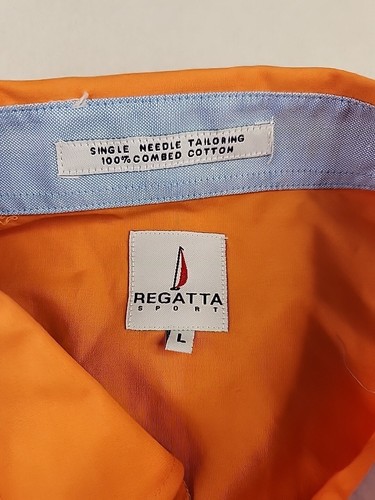 SINGLE NEEDLE TAILORING
100% COMBED COTTON
REGATTA
SPORT
L